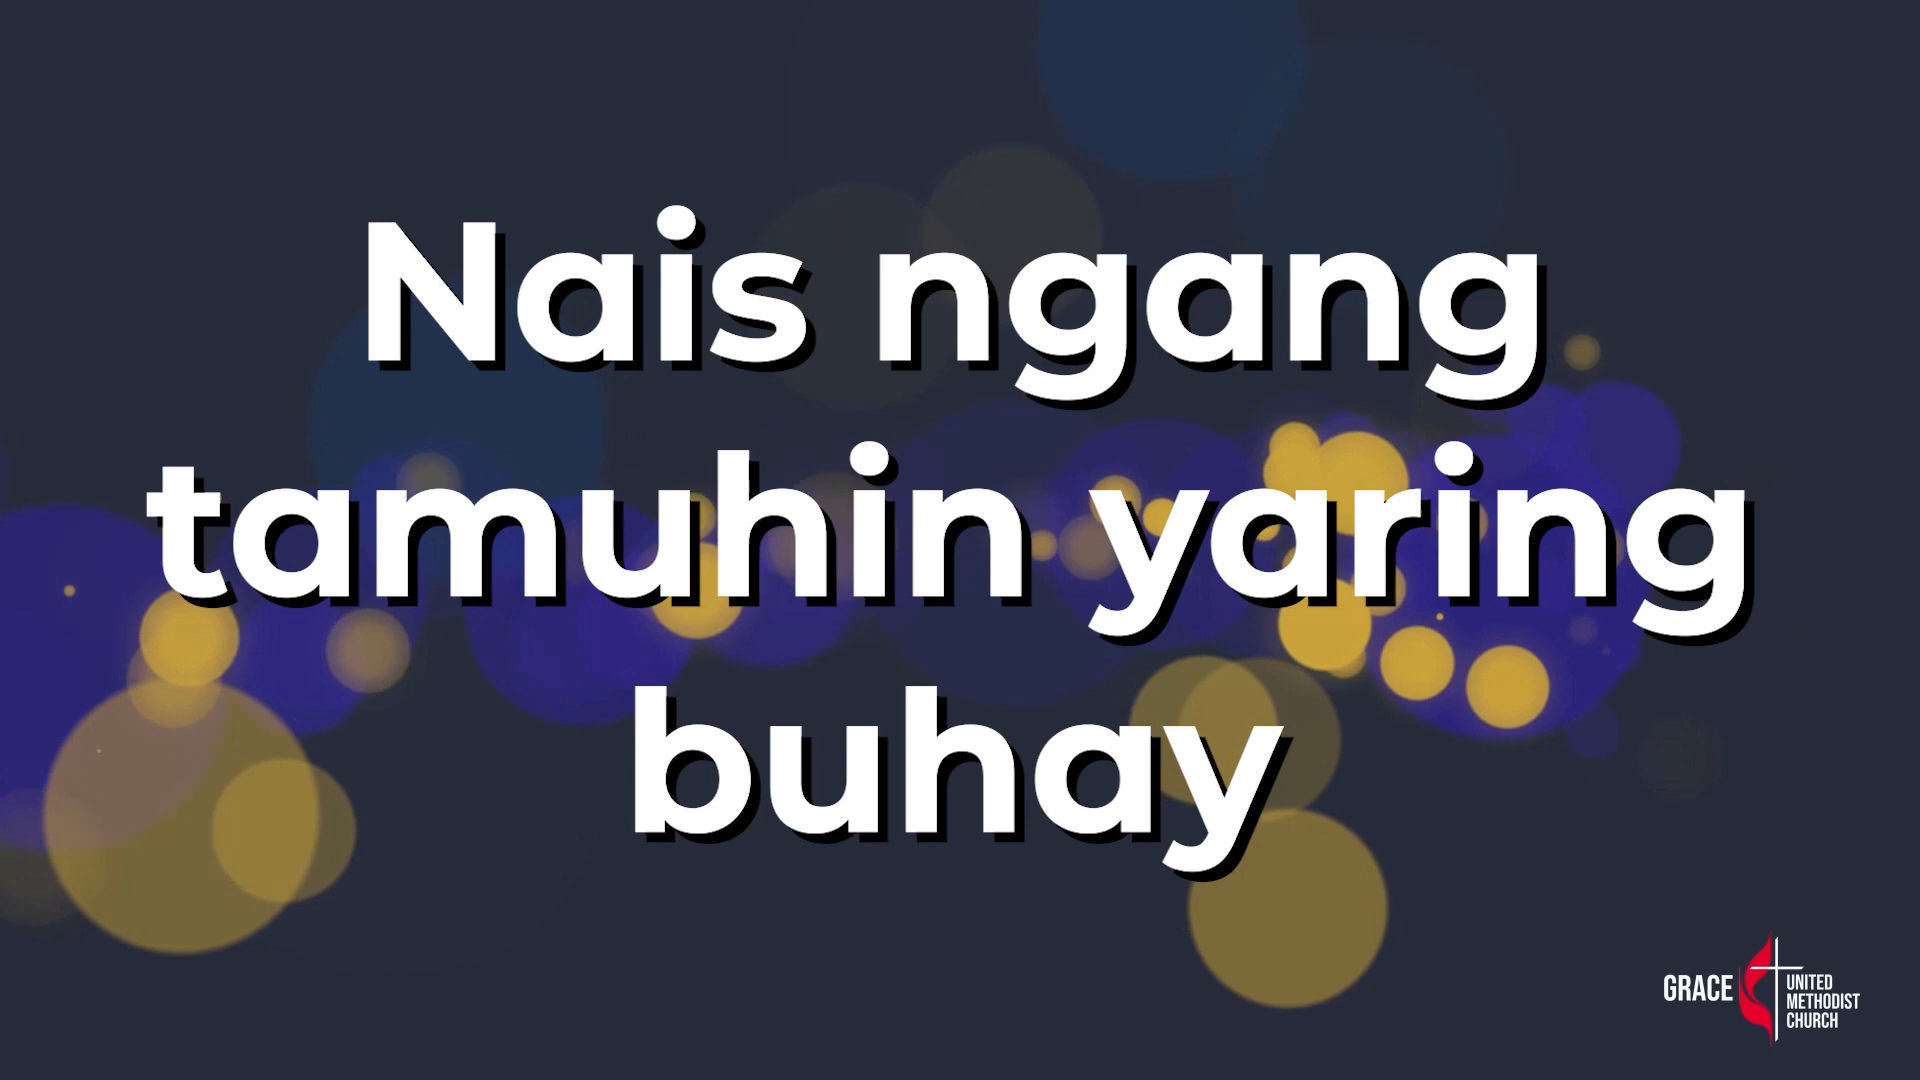 Nais ngang
tamuhin yaring
buhay
GRACE
UNITED
METHODIST
CHURCH